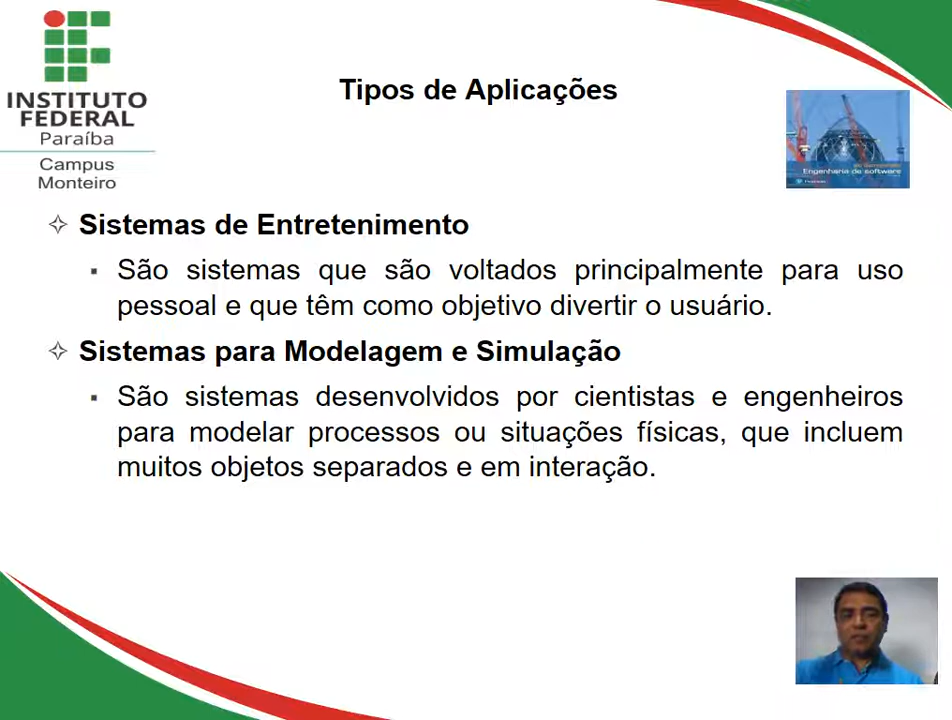 INSTITUTO
FEDERAL
Paraíba
Campus
Monteiro
Tipos de Aplicações
Engenharia de software
Sistemas de Entretenimento
São sistemas que são voltados principalmente para uso
pessoal e que têm como objetivo divertir o usuário.
Sistemas para Modelagem e Simulação
São sistemas desenvolvidos por cientistas e engenheiros
para modelar processos ou situações físicas, que incluem
muitos objetos separados e em interação.